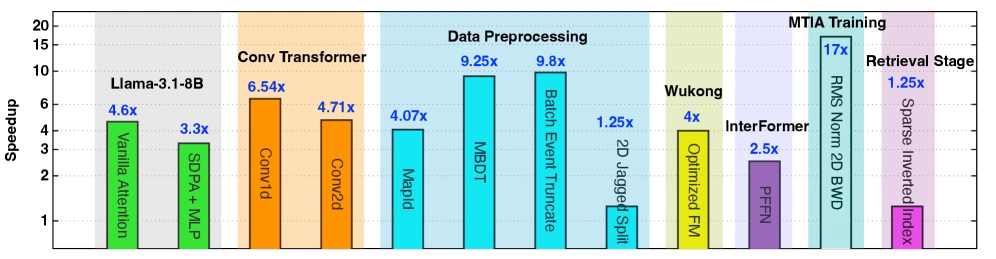 Speedup
20
15
10
6
4
3
2
1
Llama-3.1-8B
4.6x
Vanilla Attention
3.3x
SDPA + MLP
Conv Transformer
6.54x
Conv1d
4.71x
Conv2d
Data Preprocessing
4.07x
MapId
9.25x
MBDT
9.8x
Batch Event Truncate
1.25x
2D Jagged Split
Wukong
4x
Optimized FM
InterFormer
2.5x
PFFN
MTIA Training
17x
RMS Norm 2D BWD
Retrieval Stage
1.25x
Sparse Inverted Index